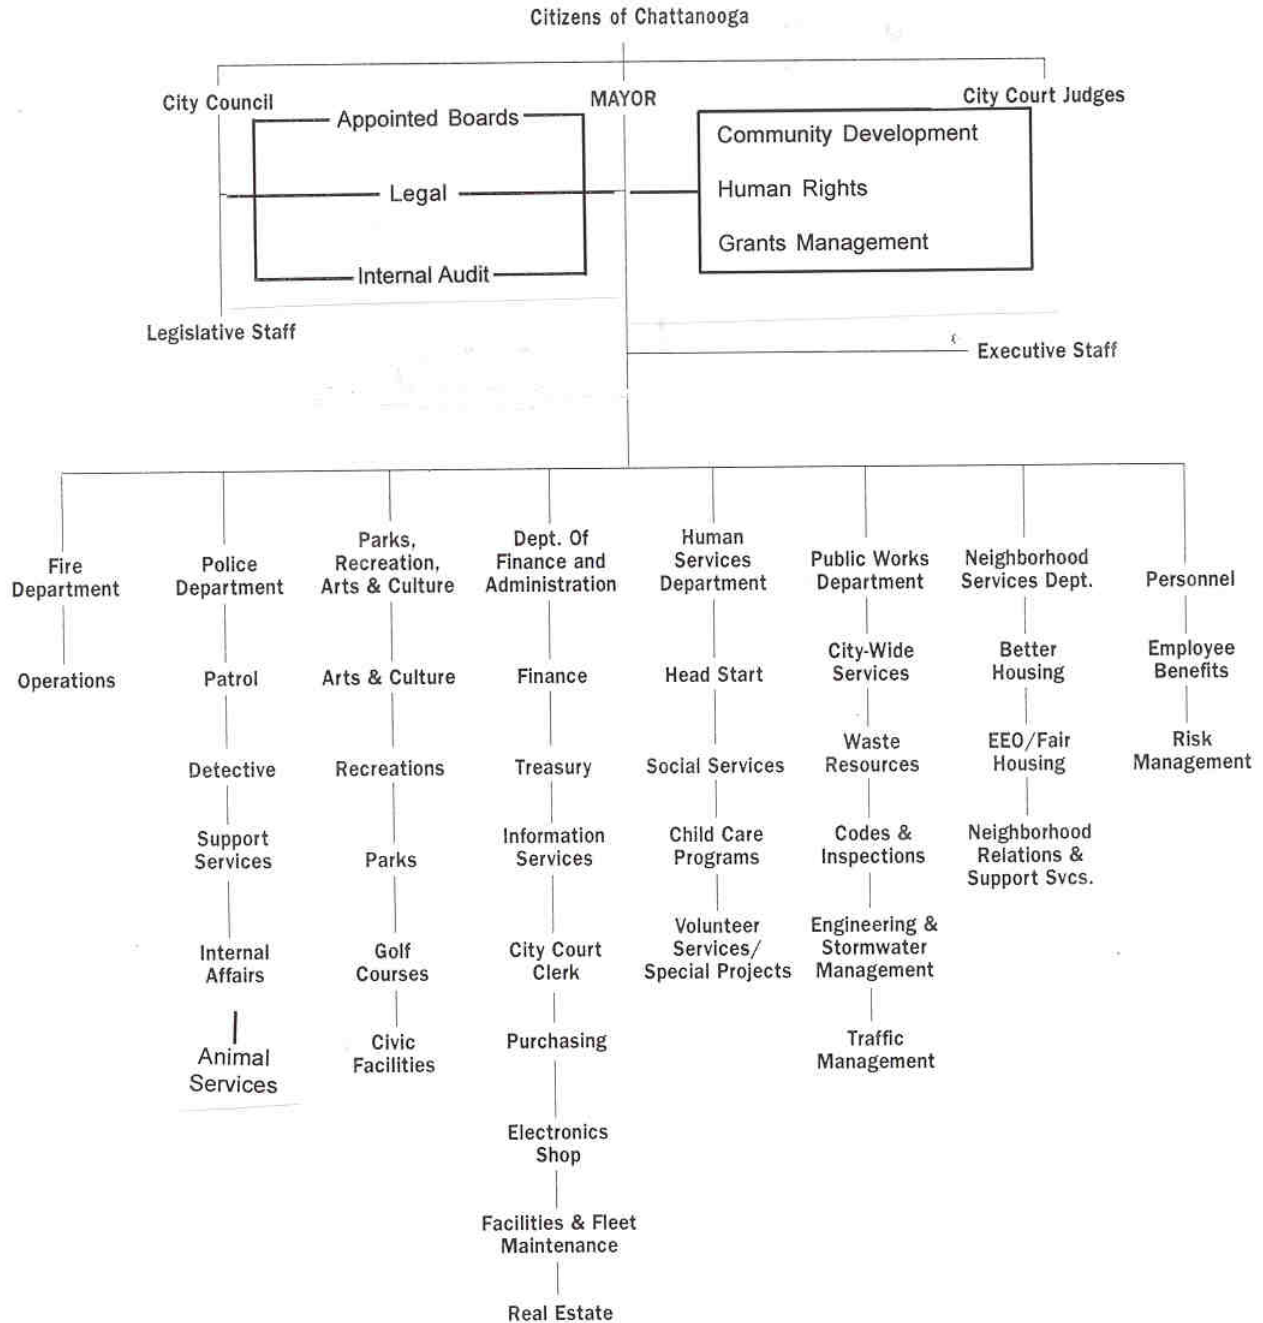 Citizens of Chattanooga
City Council
MAYOR
City Court Judges
Appointed Boards
Legal
Internal Audit
Community Development
Human Rights
Grants Management
Legislative Staff
Executive Staff
Fire
Department
Operations
Police
Department
Patrol
Detective
Support
Services
Internal
Affairs
Animal
Services
Parks,
Recreation,
Arts & Culture
Arts & Culture
Recreations
Parks
Golf
Courses
Civic
Facilities
Dept. Of
Finance and
Administration
Finance
Treasury
Information
Services
City Court
Clerk
Purchasing
Electronics
Shop
Facilities & Fleet
Maintenance
Real Estate
Human
Services
Department
Head Start
Social Services
Child Care
Programs
Volunteer
Services/
Special Projects
Public Works
Department
City-Wide
Services
Waste
Resources
Codes &
Inspections
Engineering &
Stormwater
Management
Traffic
Management
Neighborhood
Services Dept.
Better
Housing
EEO/Fair
Housing
Neighborhood
Relations &
Support Svcs.
Personnel
Employee
Benefits
Risk
Management